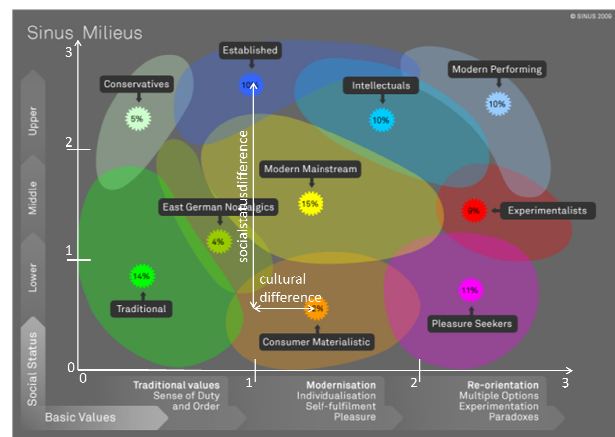 © SINUS 2009
Sinus Milieus
3
Established
Modern Performing
Conservatives
Intellectuals
10%
10%
5%
10%
Upper
2
socialstatusdifference
Modern Mainstream
Middle
15%
East German Nostalgics
Experimentalists
9%
4%
1
cultural
difference
Lower
14%
11%
Traditional
Consumer Materialistic
Pleasure Seekers
Social Status
0
0
1
2
3
Traditional values
Sense of Duty
and Order
Modernisation
Individualisation
Self-fulfilment
Pleasure
Re-orientation
Multiple Options
Experimentation
Paradoxes
Basic Values